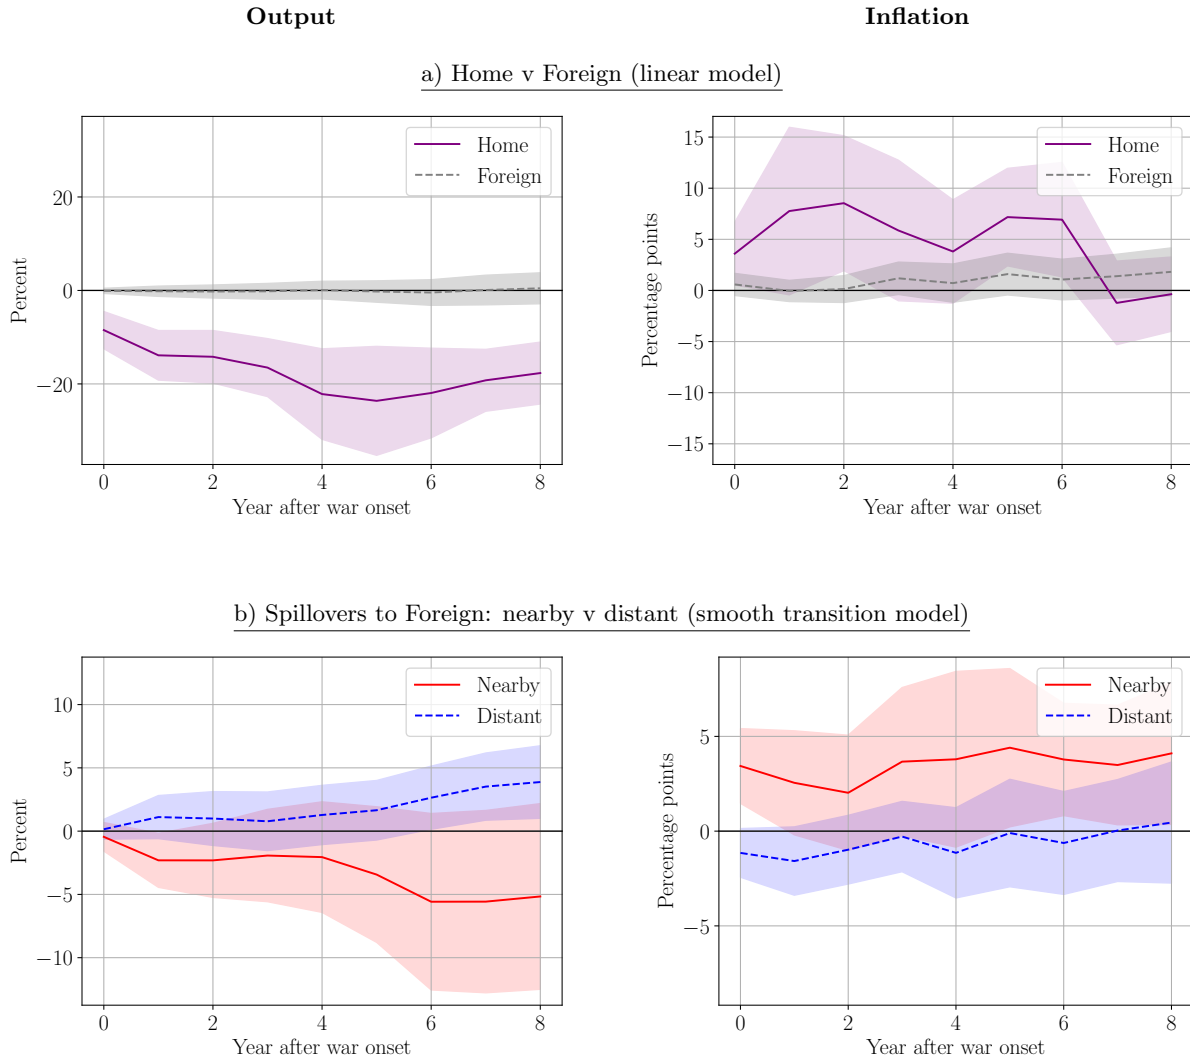 Output
Inflation
a) Home v Foreign (linear model)
Home
Foreign
20
0
−20
Percent
0 2 4 6 8
Year after war onset
Home
Foreign
15
10
5
0
−5
−10
−15
Percentage points
0 2 4 6 8
Year after war onset
b) Spillovers to Foreign: nearby v distant (smooth transition model)
Nearby
Distant
10
5
0
−5
−10
Percent
0 2 4 6 8
Year after war onset
Nearby
Distant
5
0
−5
Percentage points
0 2 4 6 8
Year after war onset